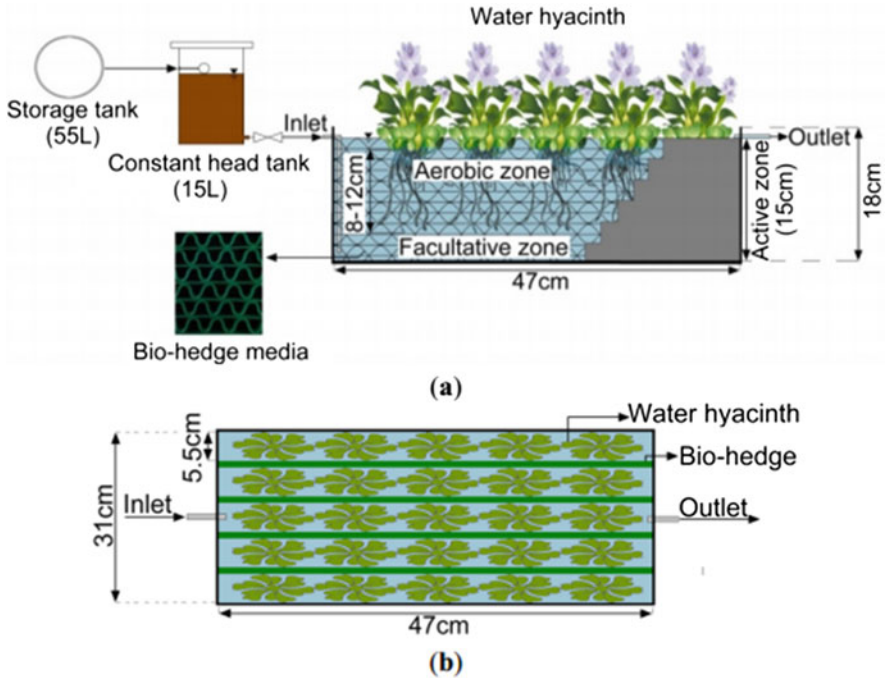 Water hyacinth
Storage tank
(55L)
Constant head tank
(15L)
Inlet
Outlet
Aerobic zone
8-12cm
Facultative zone
Active zone
(15cm)
18cm
47cm
Bio-hedge media
(a)
Water hyacinth
Bio-hedge
5.5cm
31cm
Inlet
Outlet
47cm
(b)